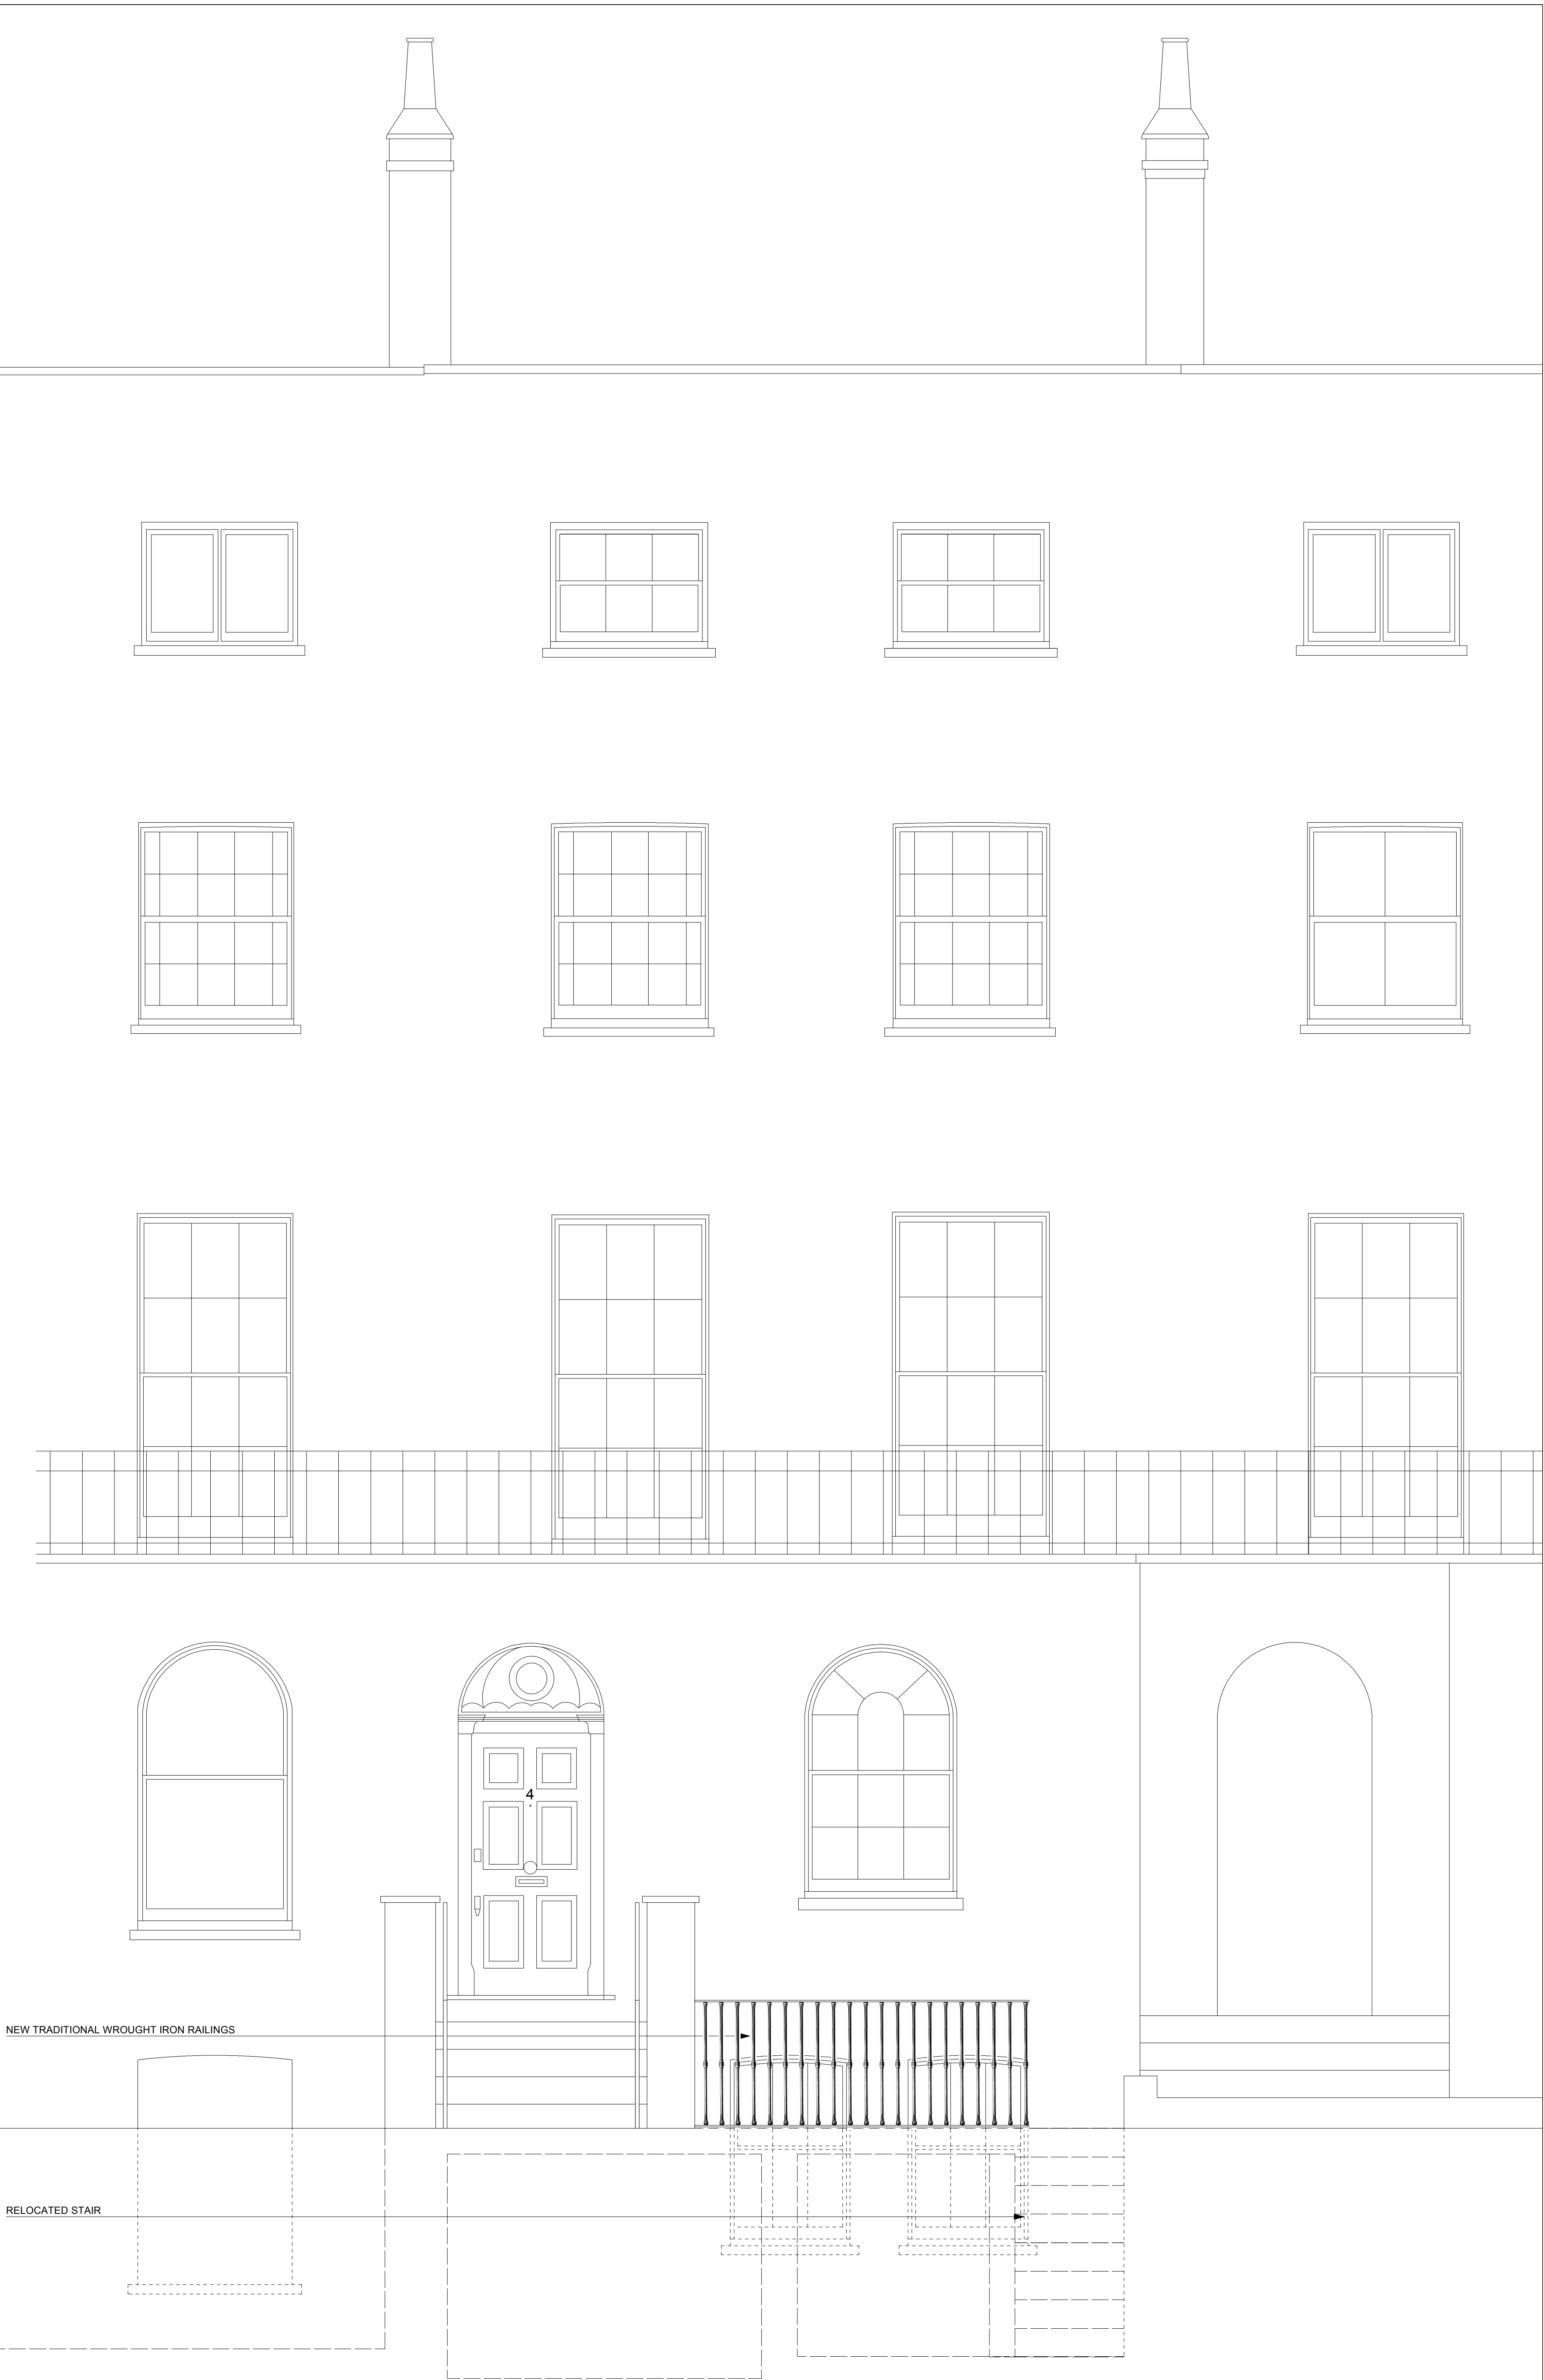 4
NEW TRADITIONAL WROUGHT IRON RAILINGS
RELOCATED STAIR